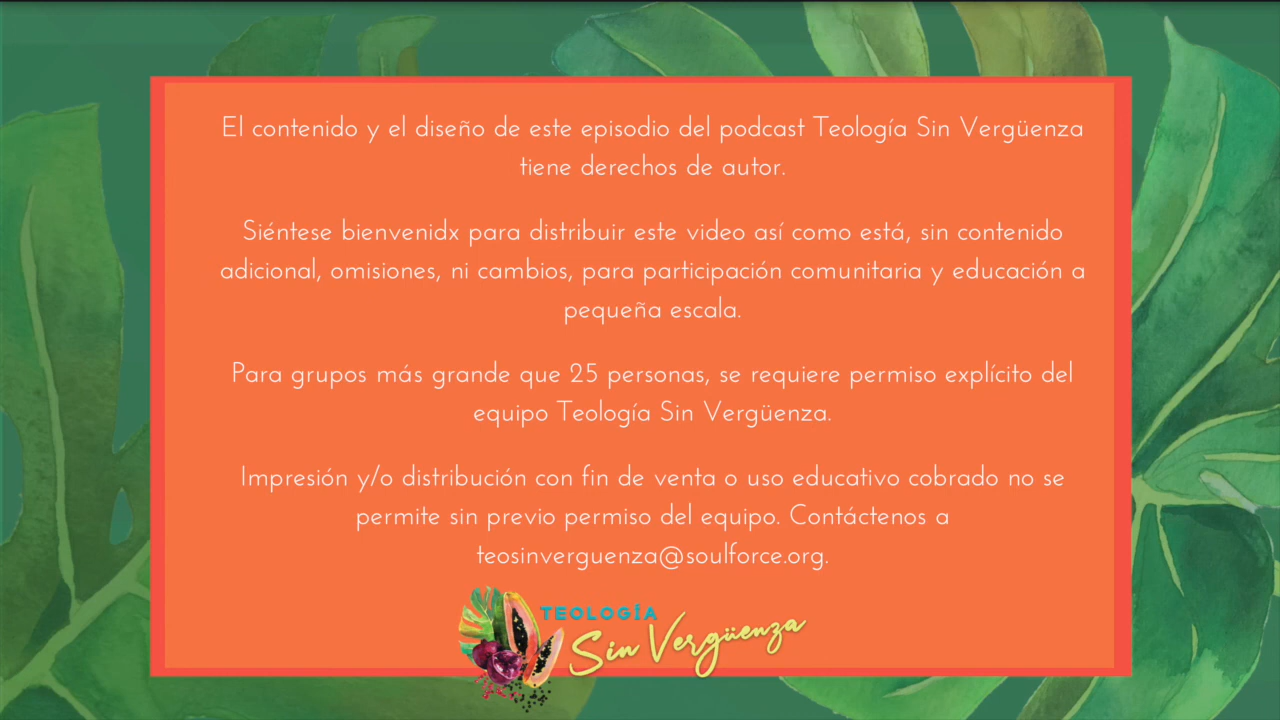 El contenido y el diseño de este episodio del podcast Teología Sin Vergüenza
tiene derechos de autor.
Siéntese bienvenidx para distribuir este video así como está, sin contenido
adicional, omisiones, ni cambios, para participación comunitaria y educación a
pequeña escala.
Para grupos más grande que 25 personas, se requiere permiso explícito del
equipo Teología Sin Vergüenza.
Impresión y/o distribución con fin de venta o uso educativo cobrado no se
permite sin previo permiso del equipo. Contáctenos a
teosinverguenza@soulforce.org.
TEOLOGÍA
Sin Vergüenza